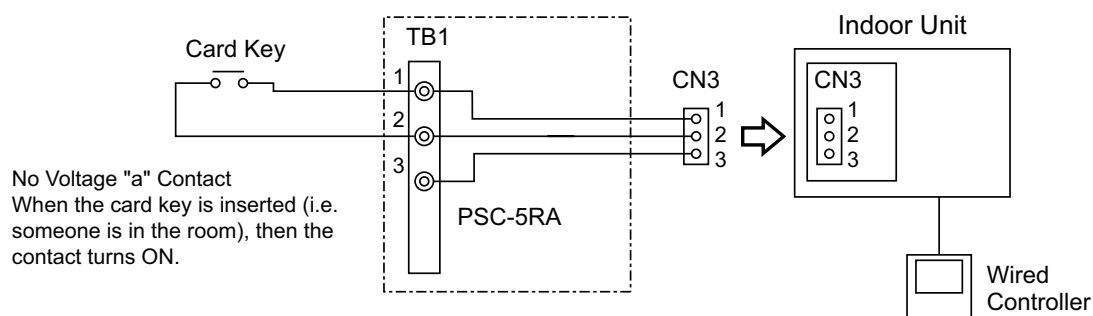 Card Key
TB1
1
2
3
PSC-5RA
CN3
1
2
3
Indoor Unit
CN3
1
2
3
Wired
Controller
No Voltage "a" Contact
When the card key is inserted (i.e.
someone is in the room), then the
contact turns ON.